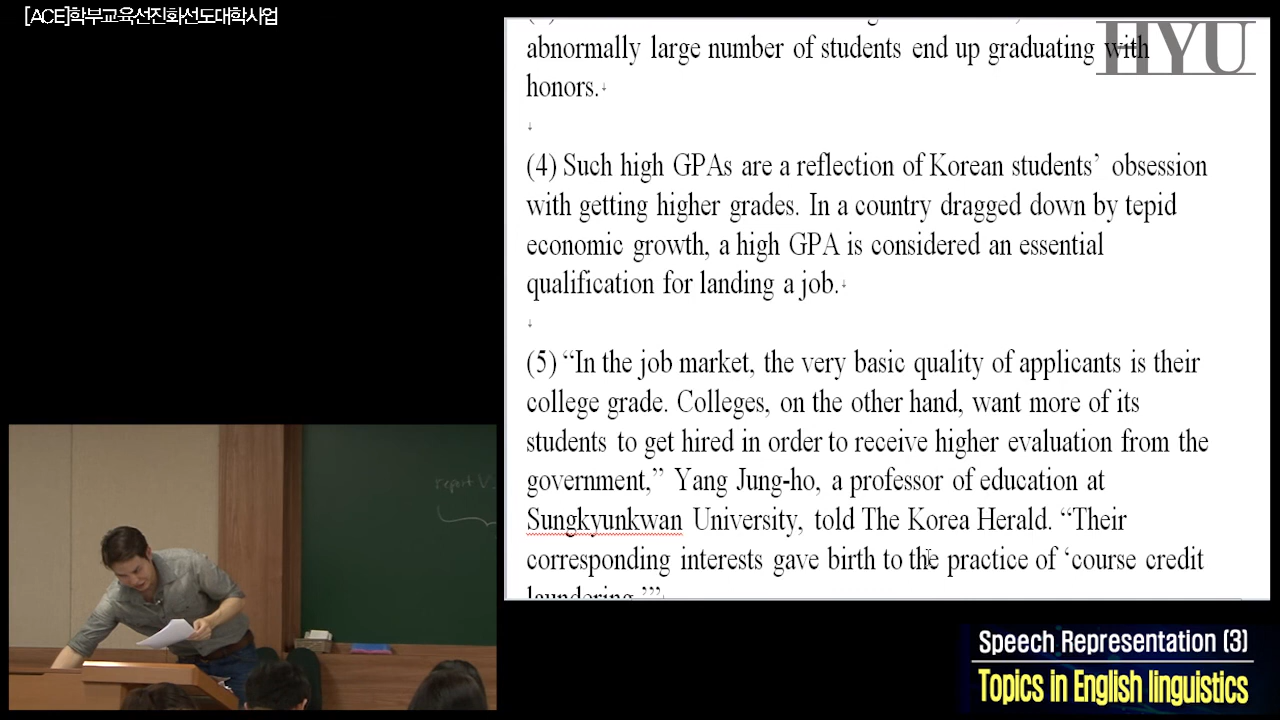 [ACE]학부교육선진화선도대학사업
HYU
abnormally large number of students end up graduating with
honors.
(4) Such high GPAs are a reflection of Korean students’ obsession
with getting higher grades. In a country dragged down by tepid
economic growth, a high GPA is considered an essential
qualification for landing a job.
(5) “In the job market, the very basic quality of applicants is their
college grade. Colleges, on the other hand, want more of its
students to get hired in order to receive higher evaluation from the
government,” Yang Jung-ho, a professor of education at
Sungkyunkwan University, told The Korea Herald. “Their
corresponding interests gave birth to the practice of ‘course credit
laundering.’”
report V
Speech Representation (3)
Topics in English linguistics